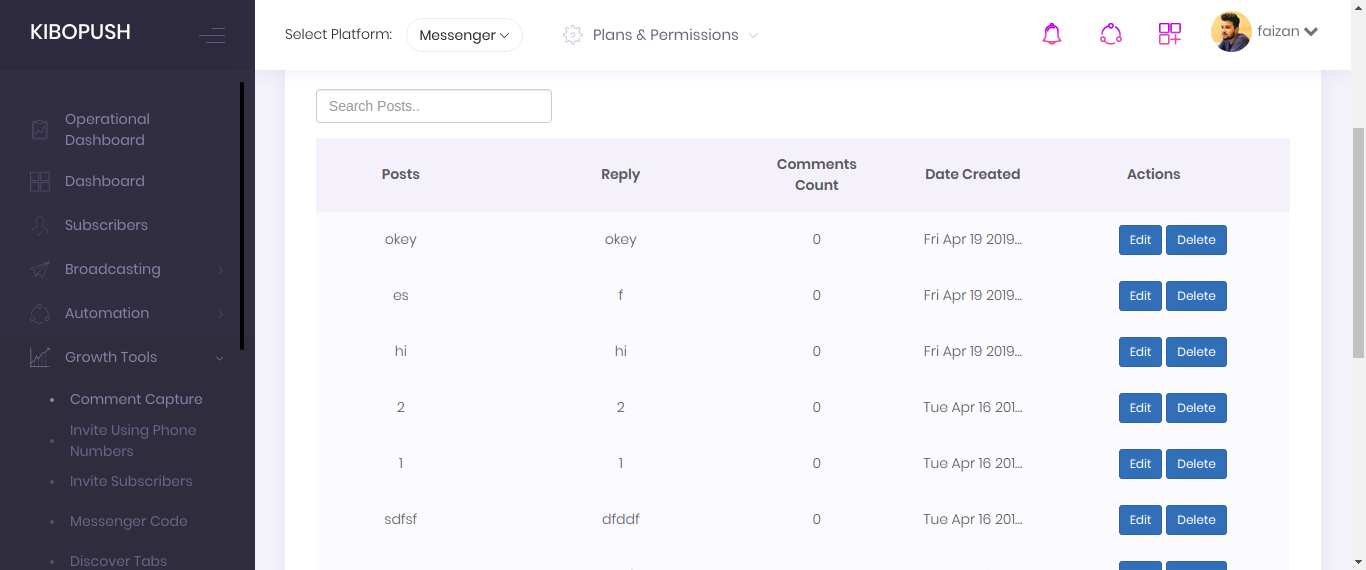 KIBOPUSH
Select Platform: Messenger
Plans & Permissions
faizan
Operational
Dashboard
Dashboard
Subscribers
Broadcasting
Automation
Growth Tools
Comment Capture
Invite Using Phone
Numbers
Invite Subscribers
Messenger Code
Discover Tabs
Search Posts..
Posts Reply Comments Count Date Created Actions
okey okey 0 Fri Apr 19 2019... Edit Delete
es f 0 Fri Apr 19 2019... Edit Delete
hi hi 0 Fri Apr 19 2019... Edit Delete
2 2 0 Tue Apr 16 201... Edit Delete
1 1 0 Tue Apr 16 201... Edit Delete
sdfsf dfddf 0 Tue Apr 16 201... Edit Delete